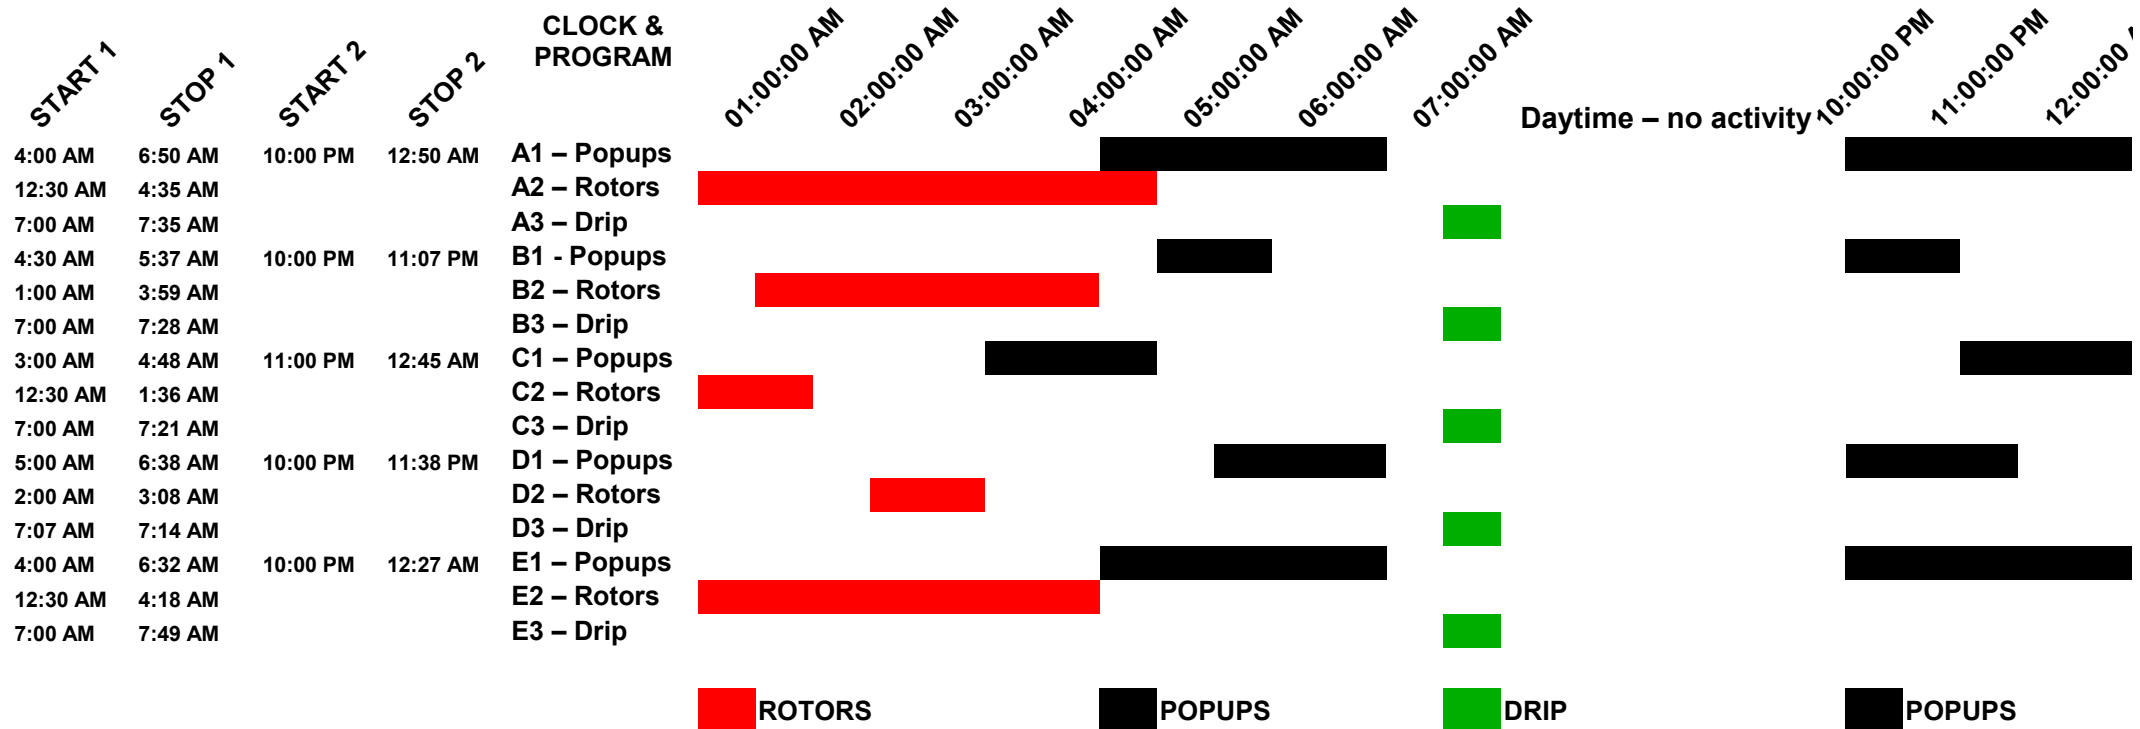 START 1 STOP 1 START 2 STOP 2 CLOCK & PROGRAM 01:00:00 AM 02:00:00 AM 03:00:00 AM 04:00:00 AM 05:00:00 AM 06:00:00 AM 07:00:00 AM Daytime – no activity 10:00:00 PM 11:00:00 PM 12:00:00
4:00 AM 6:50 AM 10:00 PM 12:50 AM A1 – Popups
12:30 AM 4:35 AM A2 – Rotors
7:00 AM 7:35 AM A3 – Drip
4:30 AM 5:37 AM 10:00 PM 11:07 PM B1 - Popups
1:00 AM 3:59 AM B2 – Rotors
7:00 AM 7:28 AM B3 – Drip
3:00 AM 4:48 AM 11:00 PM 12:45 AM C1 – Popups
12:30 AM 1:36 AM C2 – Rotors
7:00 AM 7:21 AM C3 – Drip
5:00 AM 6:38 AM 10:00 PM 11:38 PM D1 – Popups
2:00 AM 3:08 AM D2 – Rotors
7:07 AM 7:14 AM D3 – Drip
4:00 AM 6:32 AM 10:00 PM 12:27 AM E1 – Popups
12:30 AM 4:18 AM E2 – Rotors
7:00 AM 7:49 AM E3 – Drip
ROTORS POPUPS DRIP POPUPS